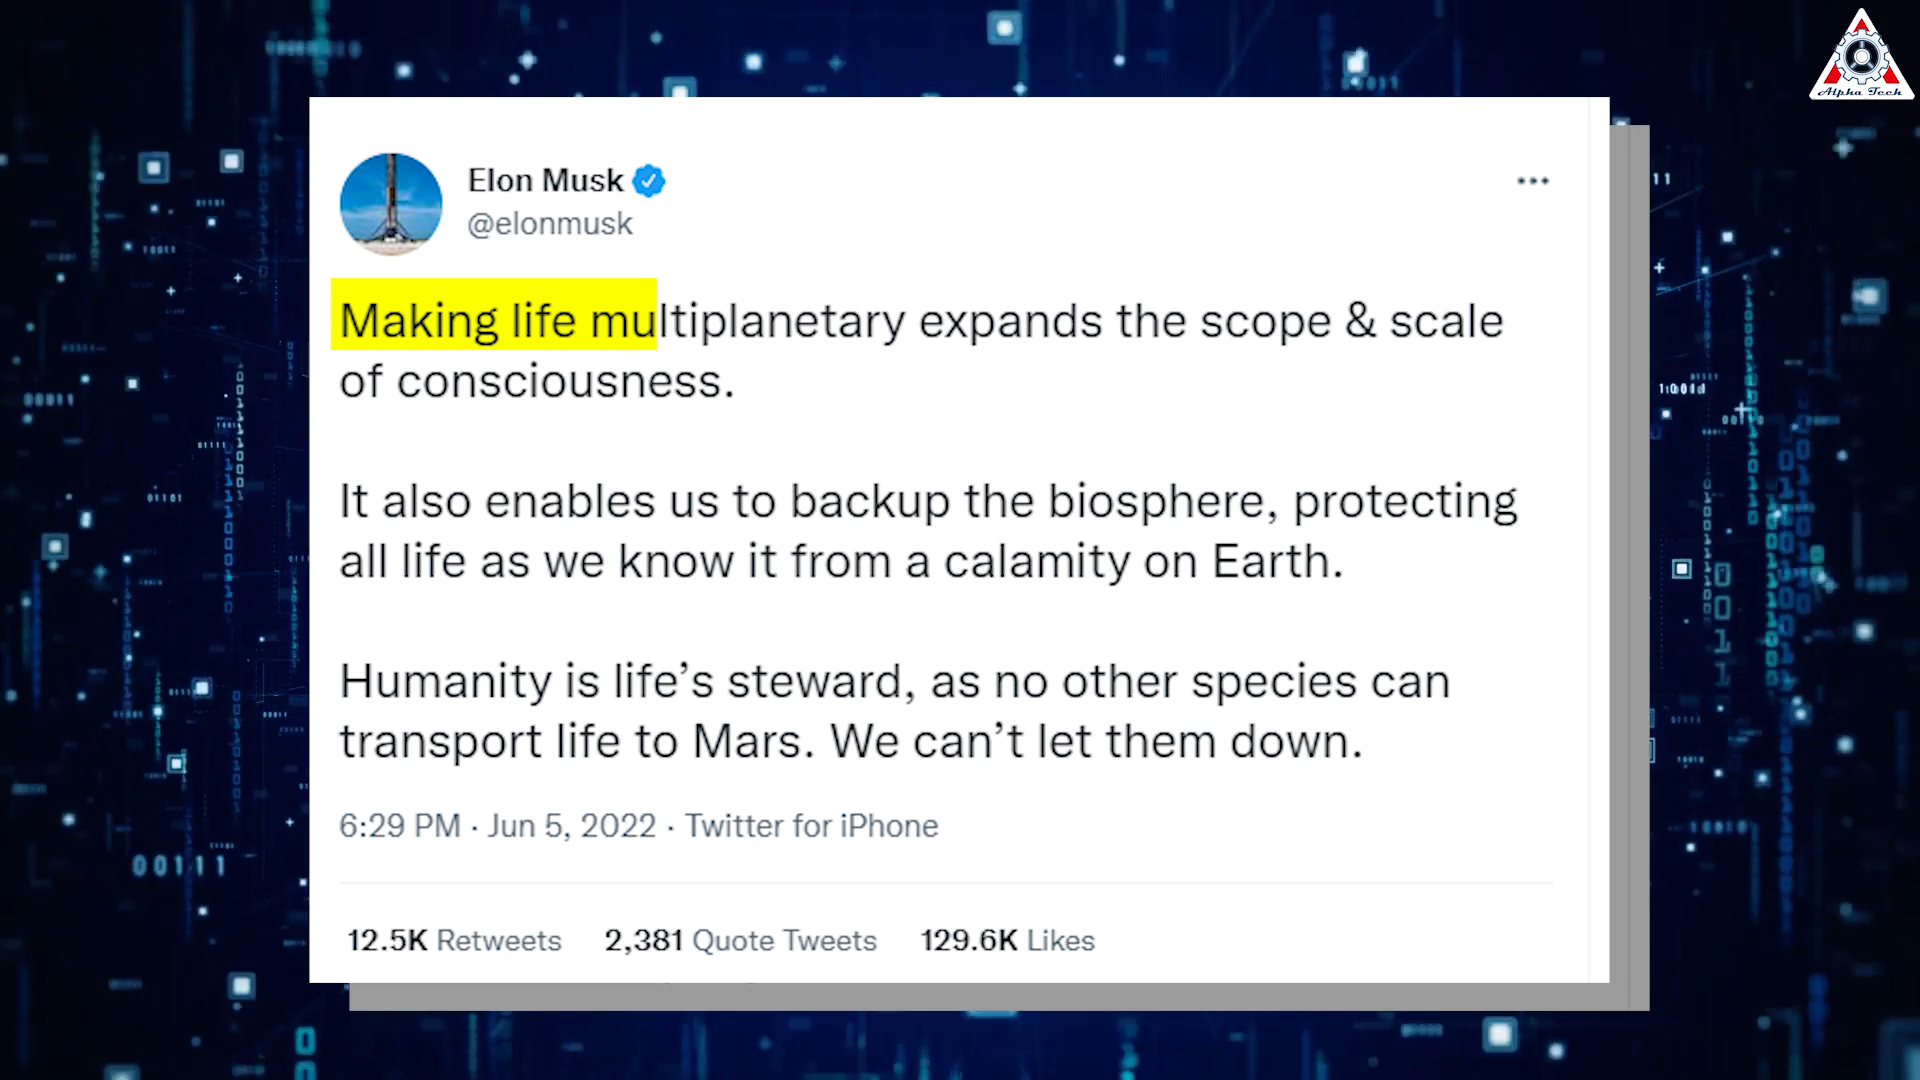 Alpha Tech
Elon Musk
@elonmusk
Making life multiplanetary expands the scope & scale
of consciousness.
It also enables us to backup the biosphere, protecting
all life as we know it from a calamity on Earth.
Humanity is life’s steward, as no other species can
transport life to Mars. We can’t let them down.
6:29 PM · Jun 5, 2022 · Twitter for iPhone
12.5K Retweets 2,381 Quote Tweets 129.6K Likes
00111